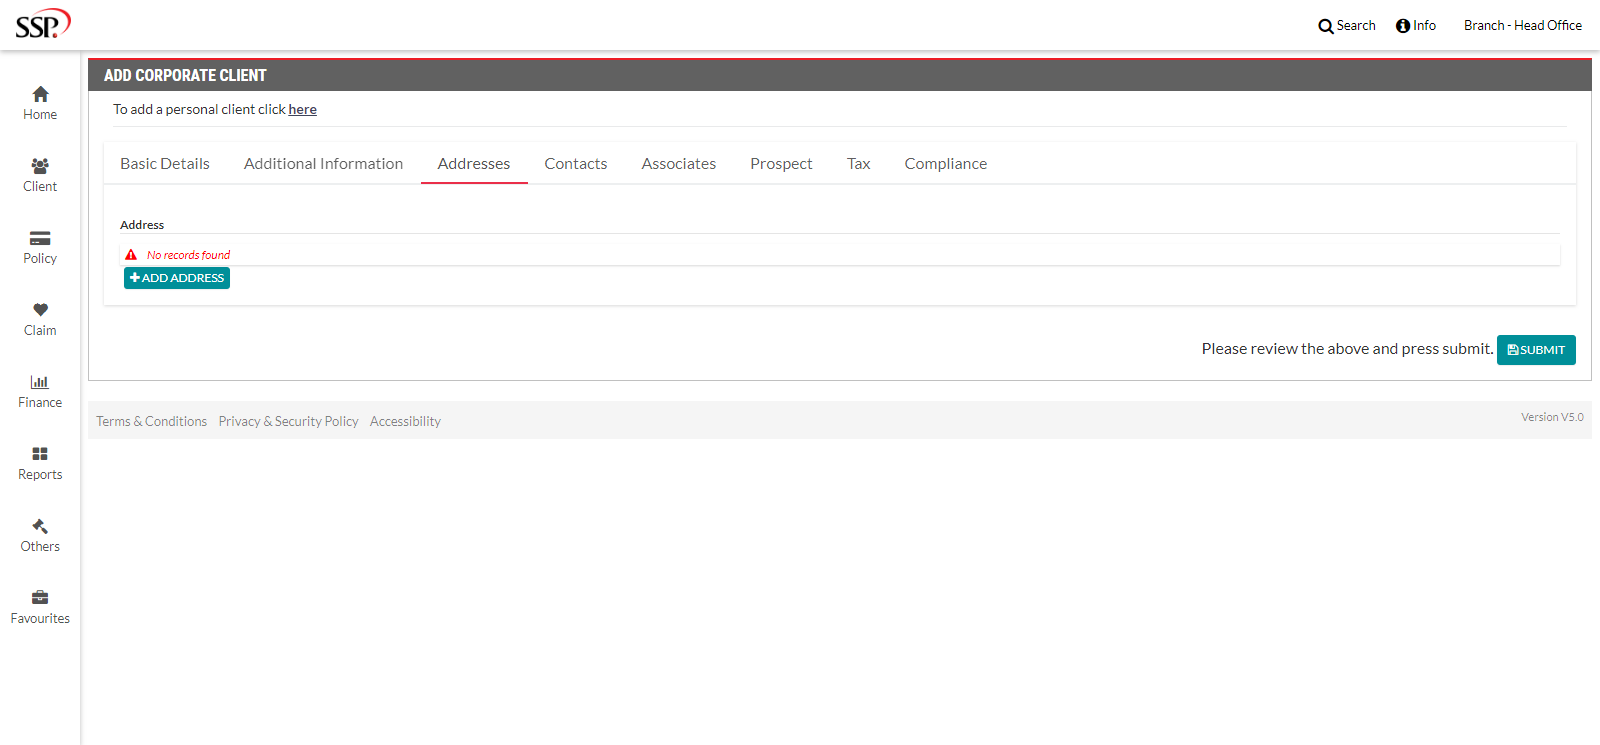 SSP.
Search Info Branch - Head Office
Home
Client
Policy
Claim
Finance
Reports
Others
Favourites
ADD CORPORATE CLIENT
To add a personal client click here
Basic Details Additional Information Addresses Contacts Associates Prospect Tax Compliance
Address
No records found
ADD ADDRESS
Please review the above and press submit. SUBMIT
Terms & Conditions Privacy & Security Policy Accessibility Version V5.0